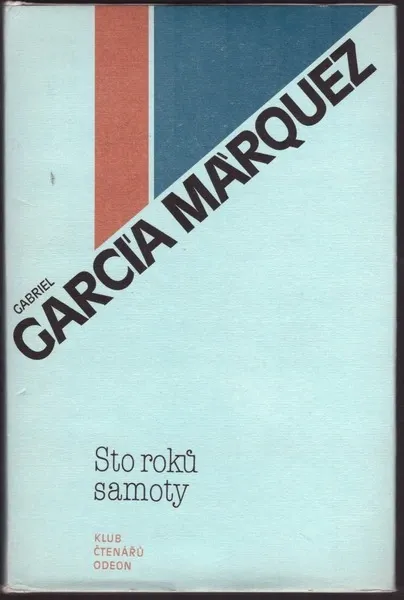 GABRIEL
GARCÍA MÁRQUEZ
Sto roků
samoty
KLUB
ČTENÁŘŮ
ODEON